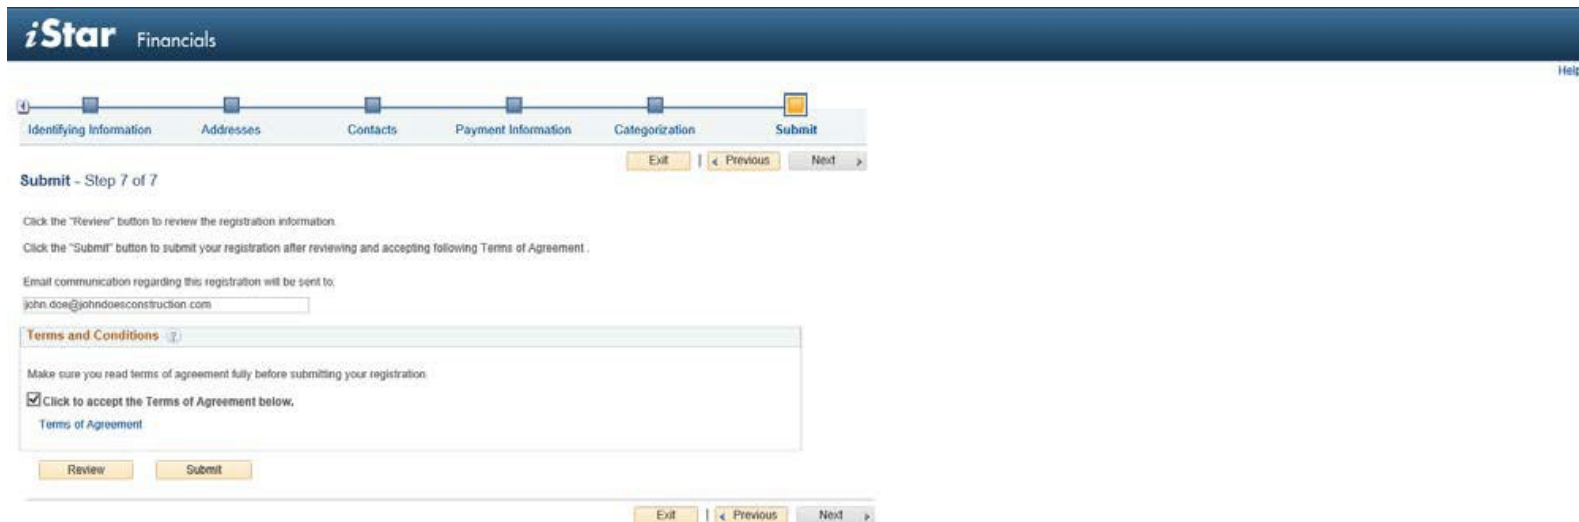 iStar Financials
Help
Identifying Information Addresses Contacts Payment Information Categorization Submit
Exit | Previous Next
Submit - Step 7 of 7
Click the "Review" button to review the registration information.
Click the "Submit" button to submit your registration after reviewing and accepting following Terms of Agreement .
Email communication regarding this registration will be sent to:
john.doe@johndoesconstruction.com
Terms and Conditions ?
Make sure you read terms of agreement fully before submitting your registration
Click to accept the Terms of Agreement below.
Terms of Agreement
Review Submit
Exit | Previous Next